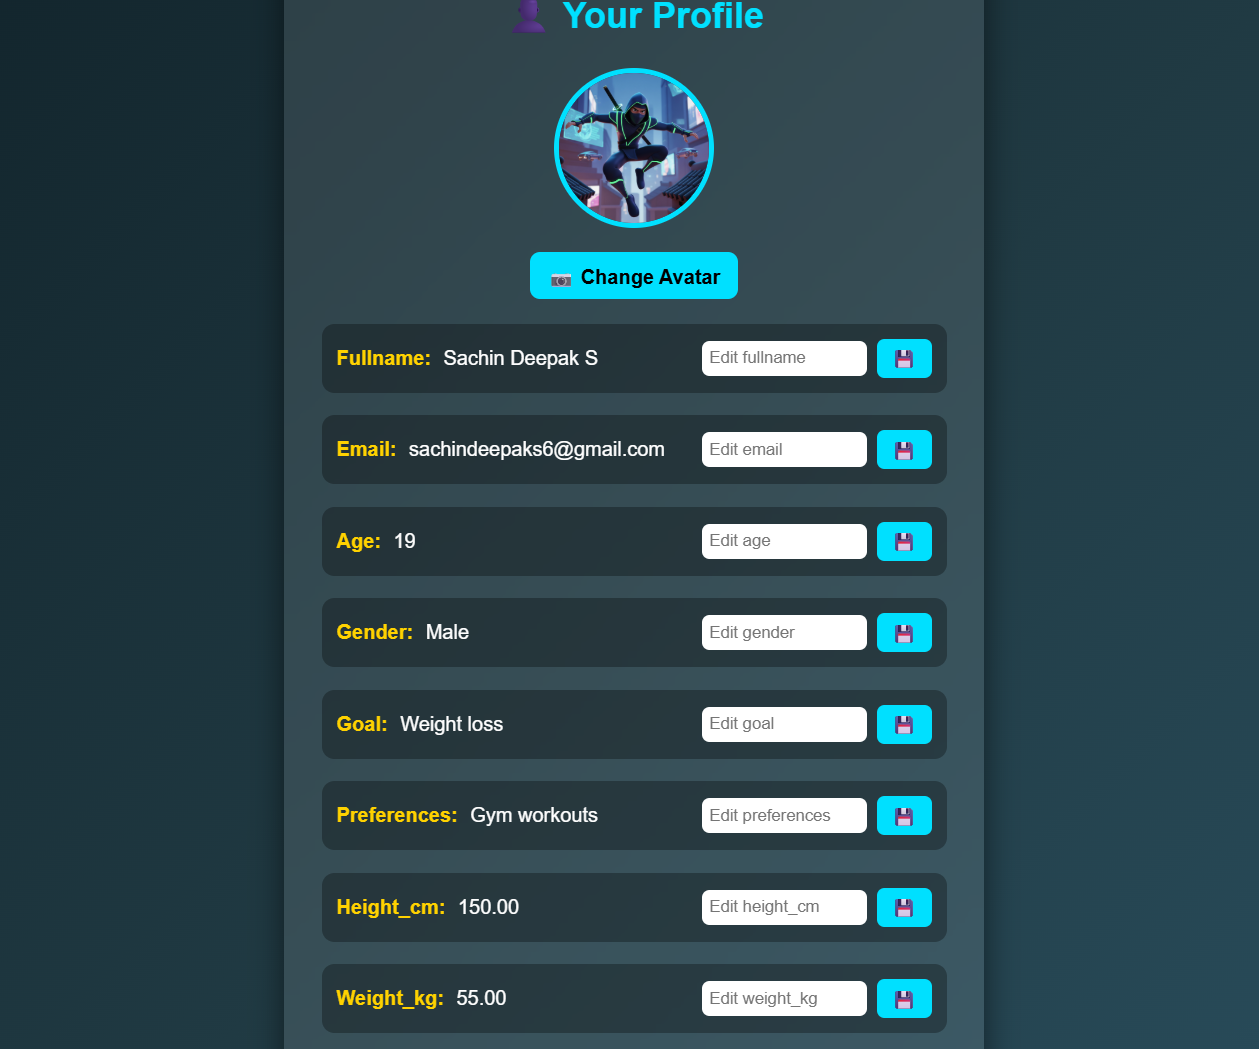 Your Profile
Change Avatar
Fullname: Sachin Deepak S Edit fullname
Email: sachindeepaks6@gmail.com Edit email
Age: 19 Edit age
Gender: Male Edit gender
Goal: Weight loss Edit goal
Preferences: Gym workouts Edit preferences
Height_cm: 150.00 Edit height_cm
Weight_kg: 55.00 Edit weight_kg